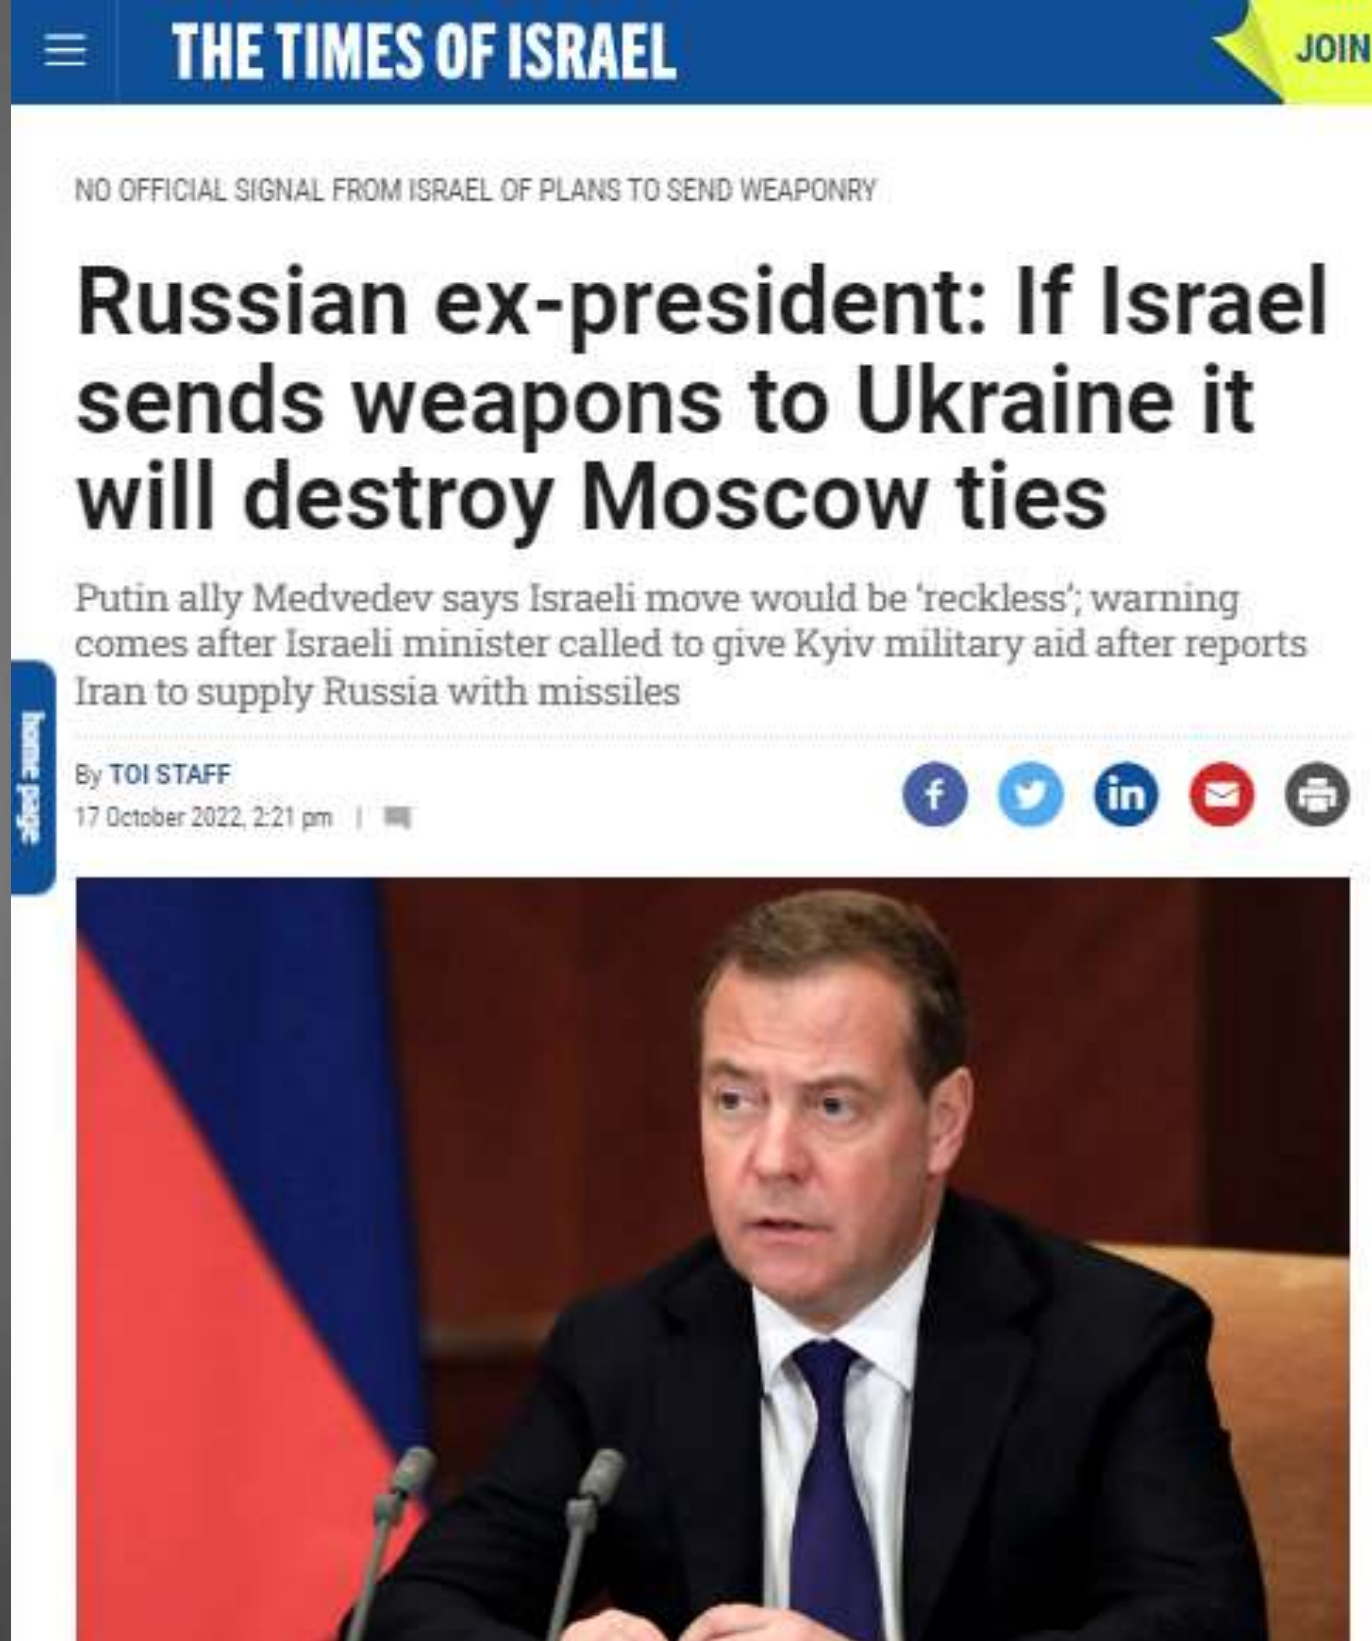 THE TIMES OF ISRAEL
JOIN
NO OFFICIAL SIGNAL FROM ISRAEL OF PLANS TO SEND WEAPONRY
Russian ex-president: If Israel
sends weapons to Ukraine it
will destroy Moscow ties
Putin ally Medvedev says Israeli move would be ‘reckless’; warning
comes after Israeli minister called to give Kyiv military aid after reports
Iran to supply Russia with missiles
home page
By TOI STAFF
17 October 2022, 2:21 pm |
f
in